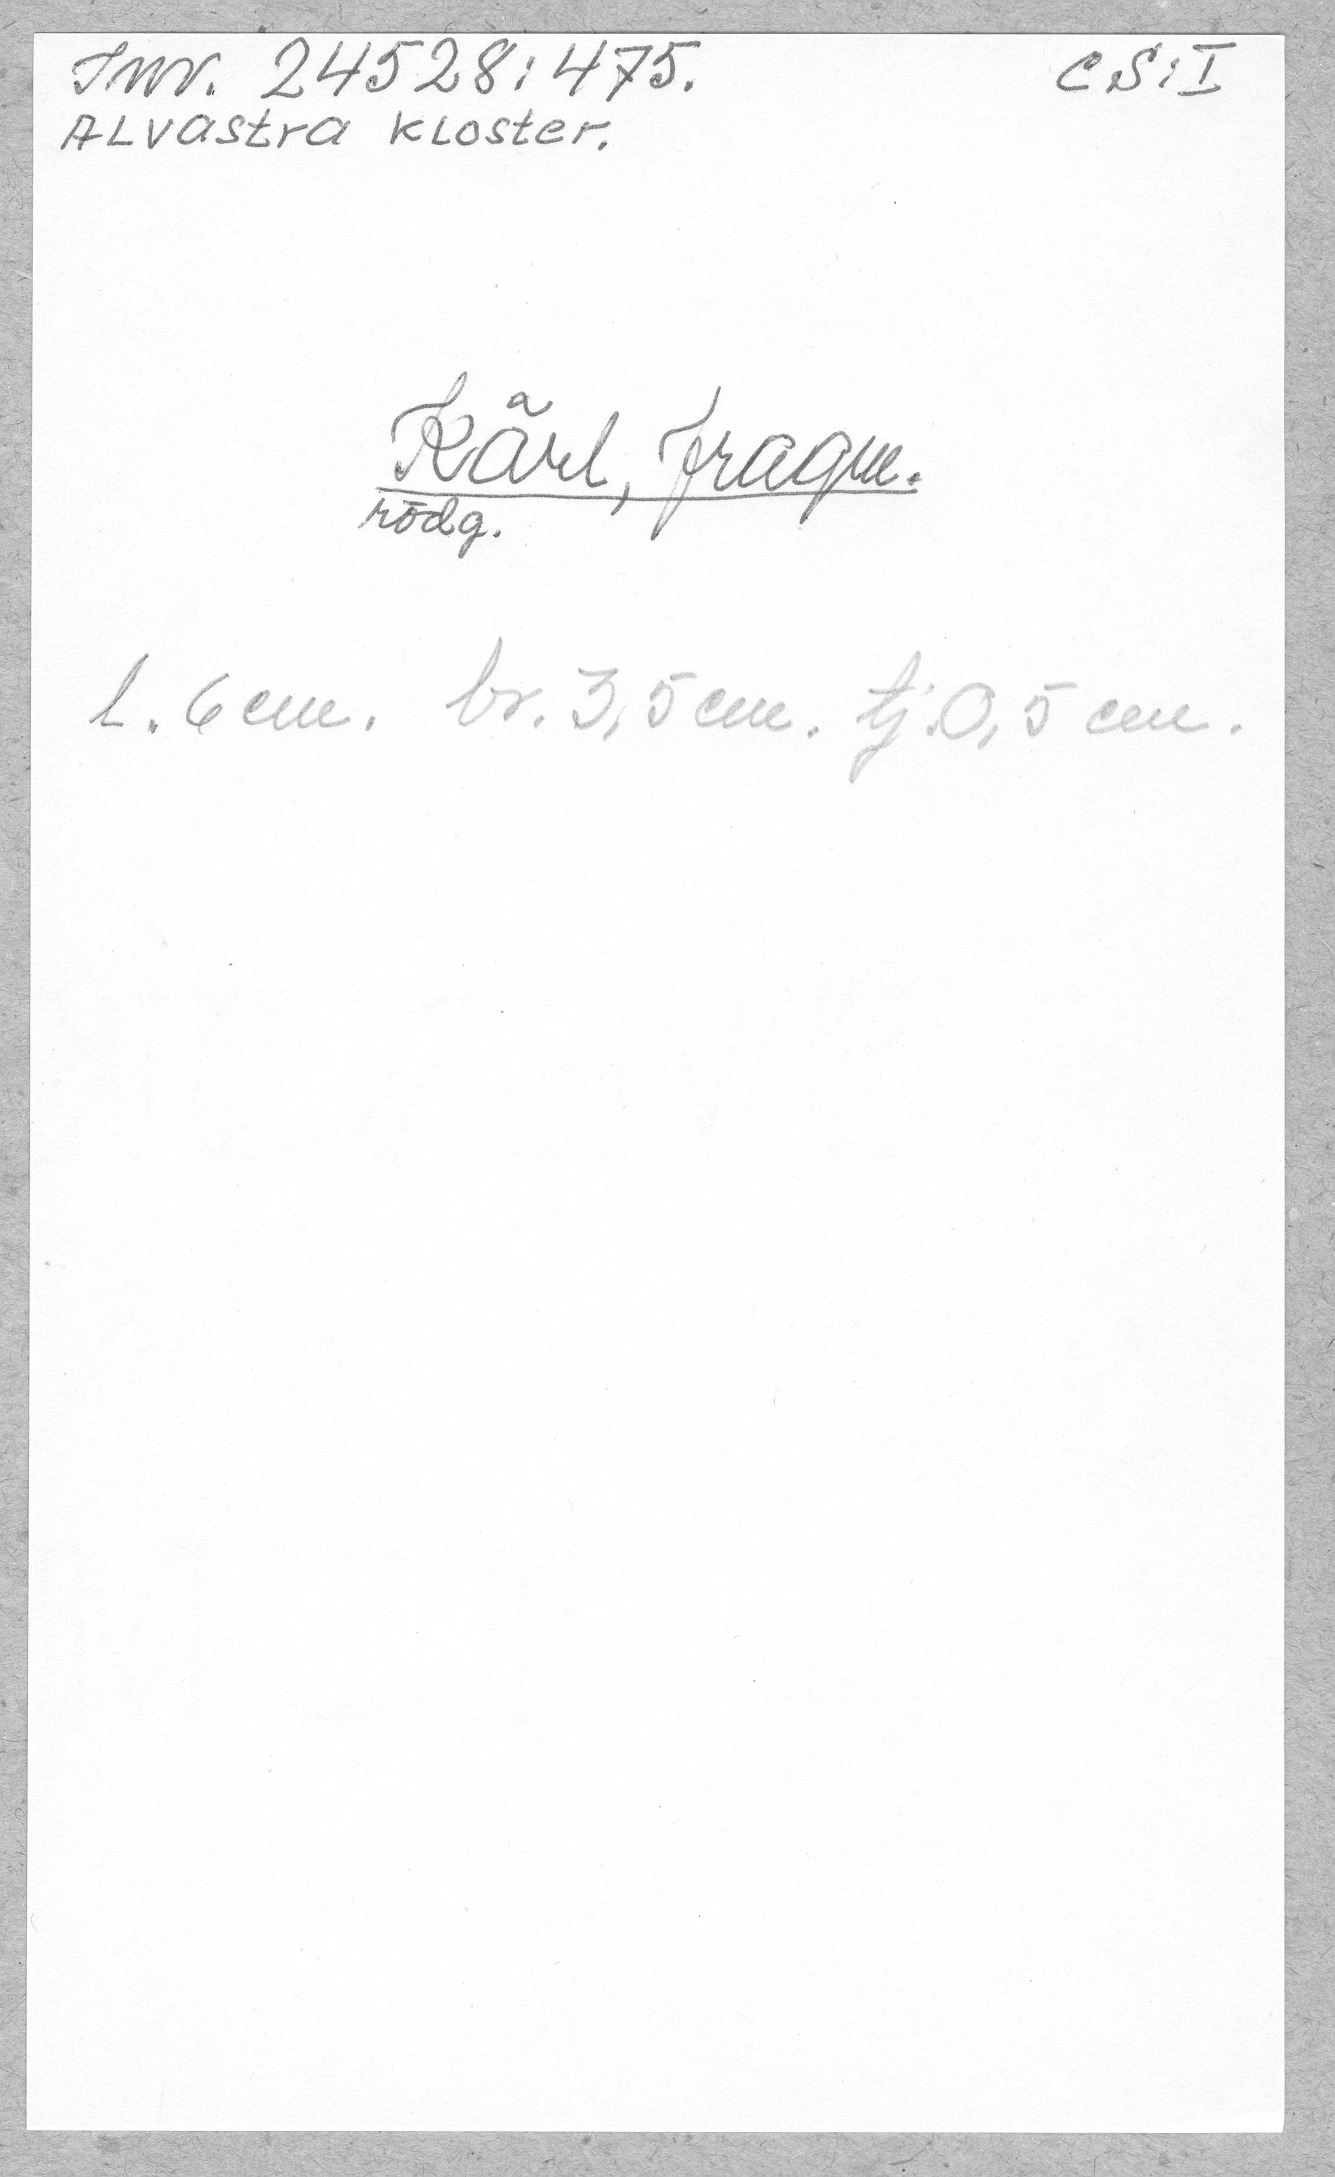 Inv. 24528:475. CS:I
ALVastra kLoster.
Kärl, fragm.
rödg.
l. 6 cm. br. 3,5 cm. tj. 0,5 cm.